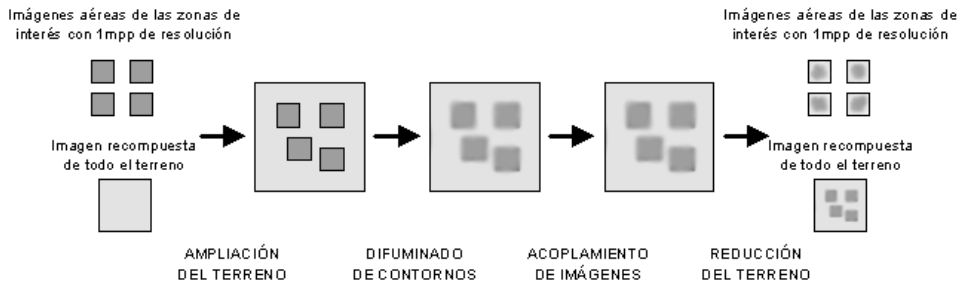 Imágenes aéreas de las zonas de
interés con 1mpp de resolución
Imagen recompuesta
de todo el terreno
AMPLIACIÓN
DEL TERRENO
DIFUMINADO
DE CONTORNOS
ACOPLAMIENTO
DE IMÁGENES
REDUCCIÓN
DEL TERRENO
Imágenes aéreas de las zonas de
interés con 1mpp de resolución
Imagen recompuesta
de todo el terreno